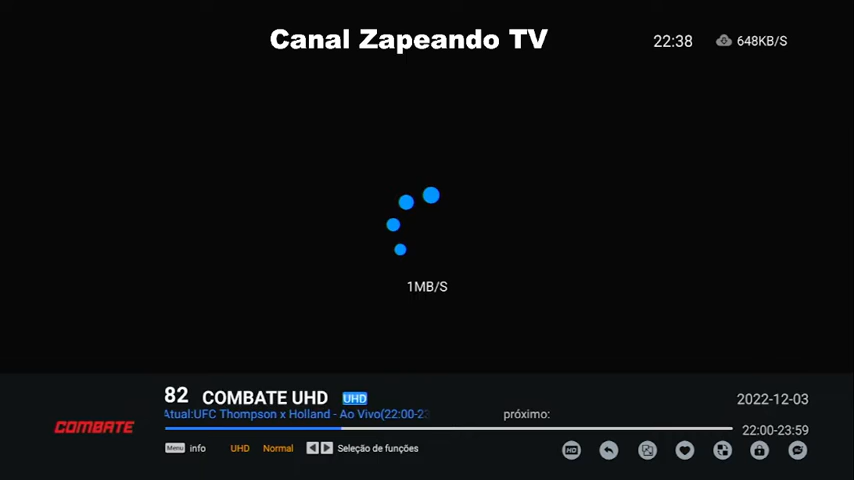 Canal Zapeando TV
22:38
648KB/S
1MB/S
82 COMBATE UHD UHD
2022-12-03
Atual:UFC Thompson x Holland - Ao Vivo(22:00-23
próximo:
COMBATE
22:00-23:59
Menu info UHD Normal Seleção de funções
HD